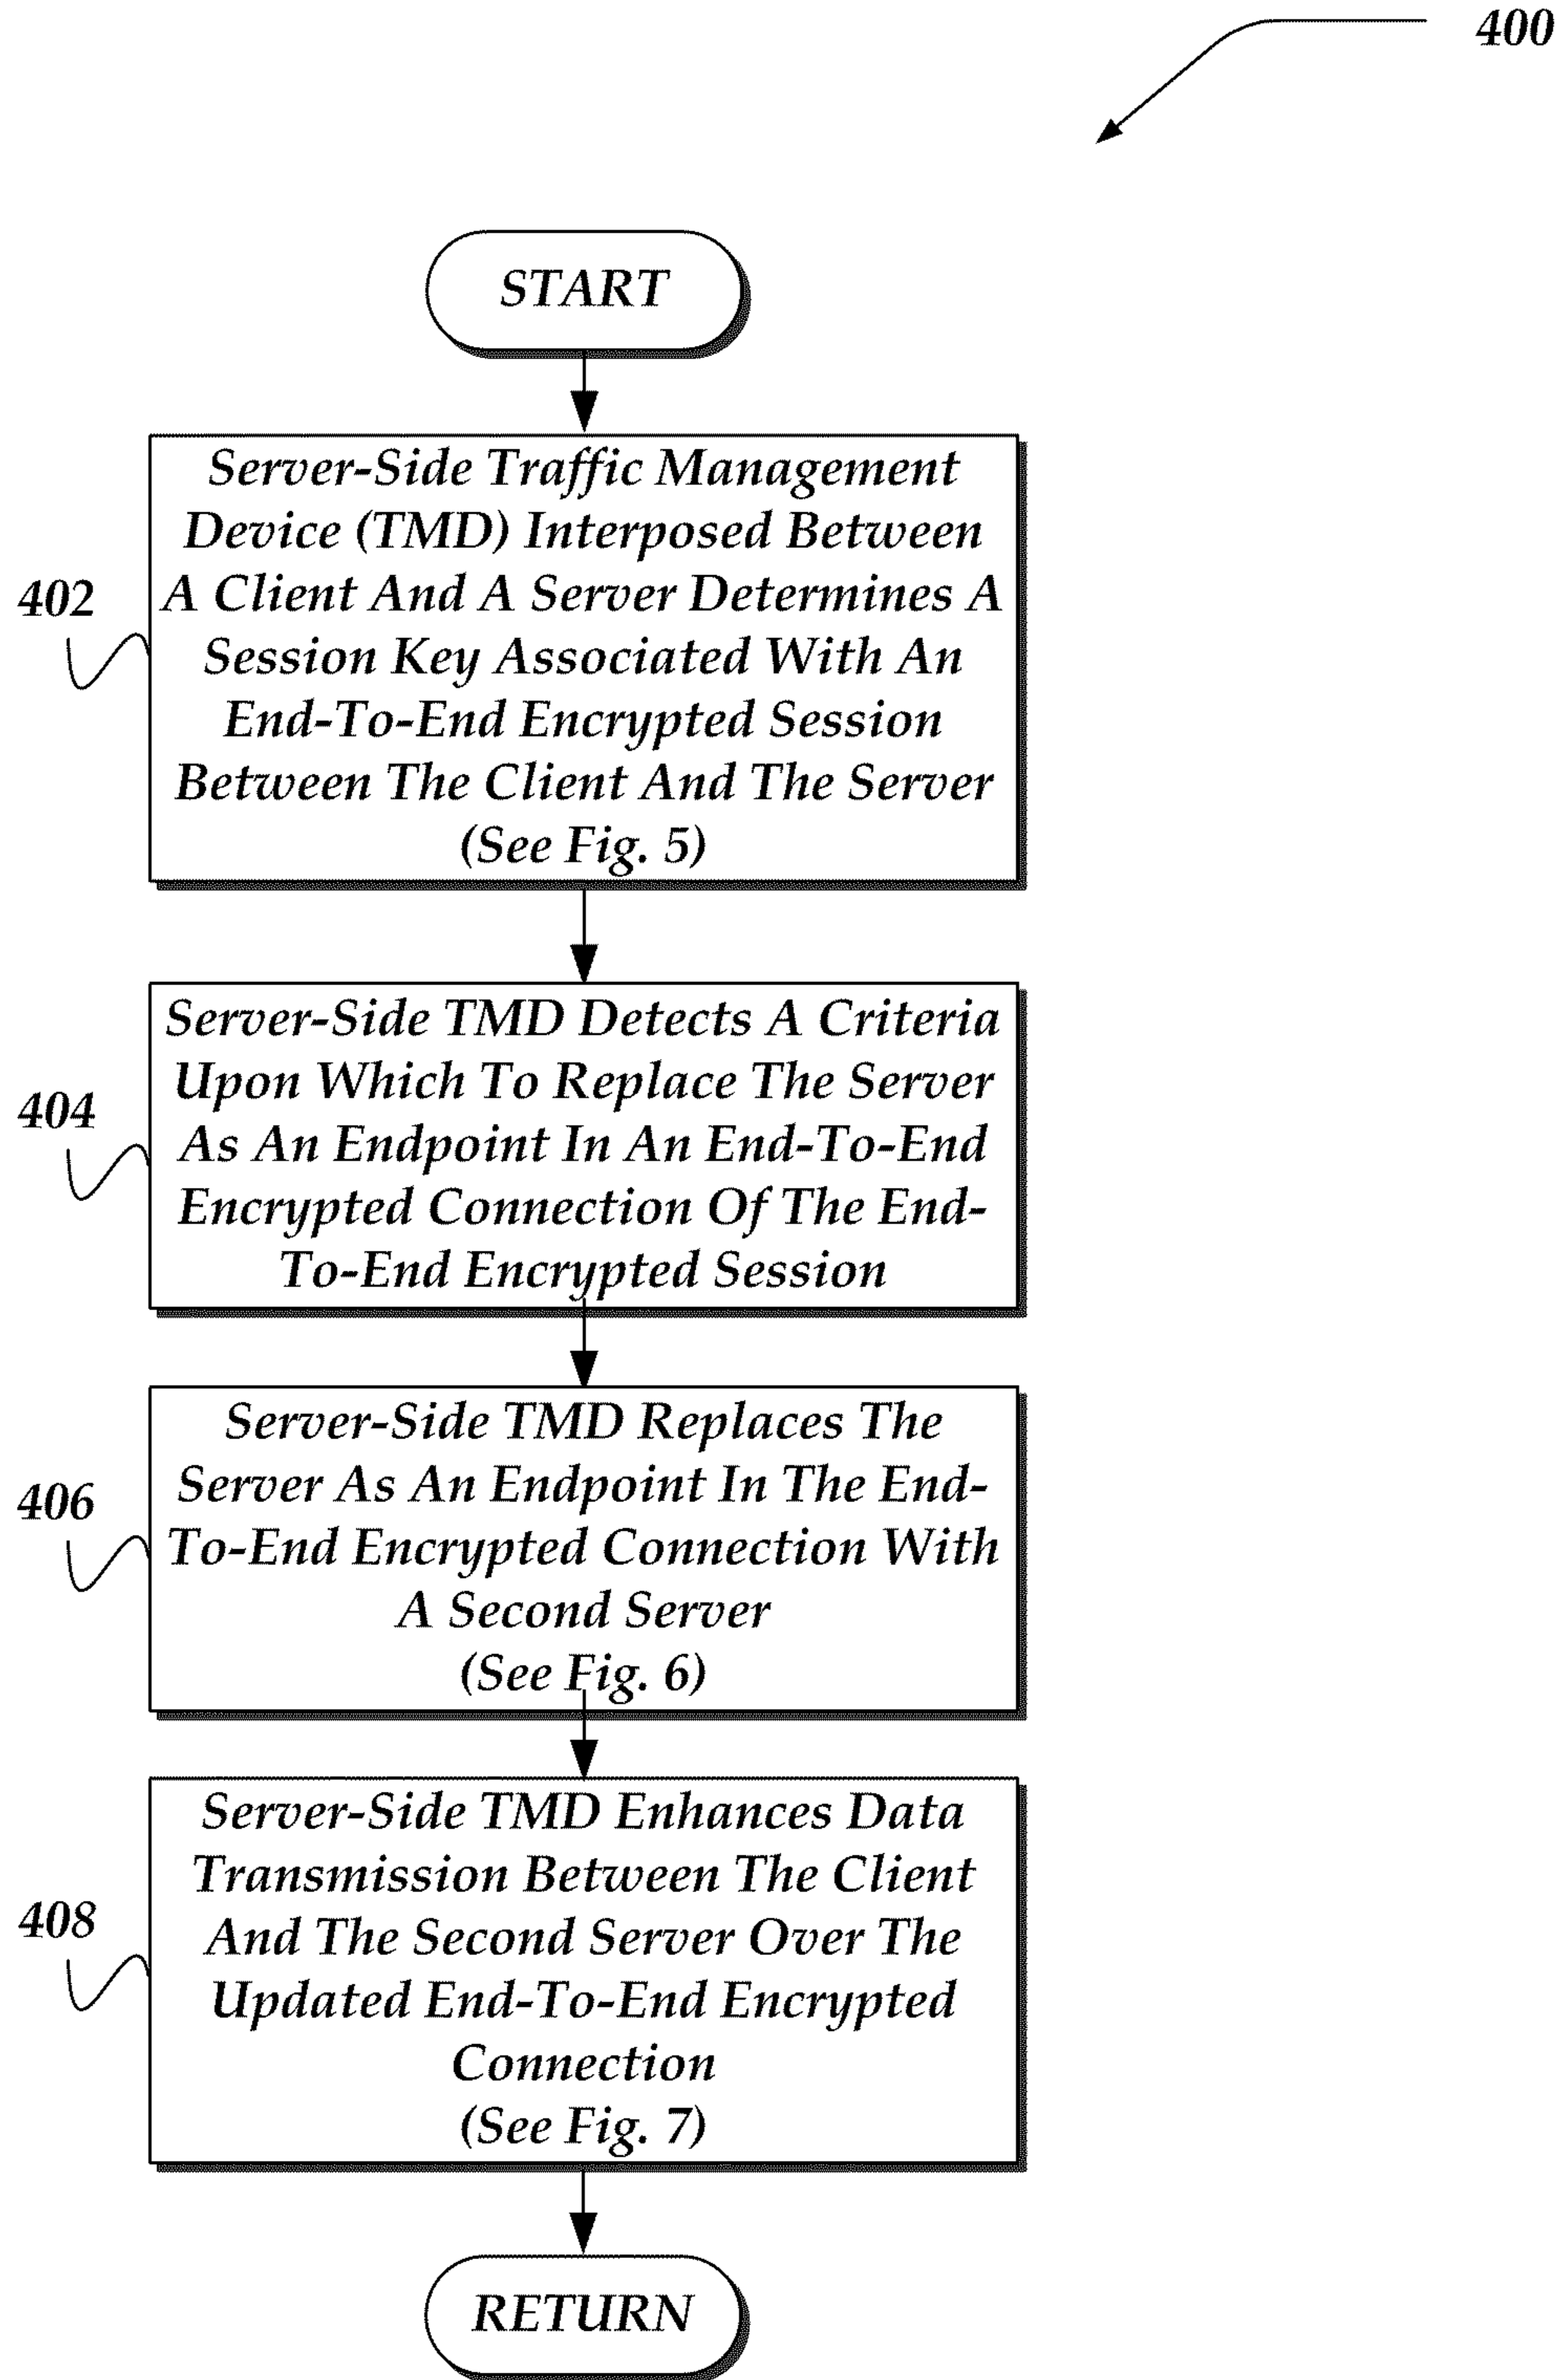 400
START
402
Server-Side Traffic Management
Device (TMD) Interposed Between
A Client And A Server Determines A
Session Key Associated With An
End-To-End Encrypted Session
Between The Client And The Server
(See Fig. 5)
404
Server-Side TMD Detects A Criteria
Upon Which To Replace The Server
As An Endpoint In An End-To-End
Encrypted Connection Of The End-
To-End Encrypted Session
406
Server-Side TMD Replaces The
Server As An Endpoint In The End-
To-End Encrypted Connection With
A Second Server
(See Fig. 6)
408
Server-Side TMD Enhances Data
Transmission Between The Client
And The Second Server Over The
Updated End-To-End Encrypted
Connection
(See Fig. 7)
RETURN